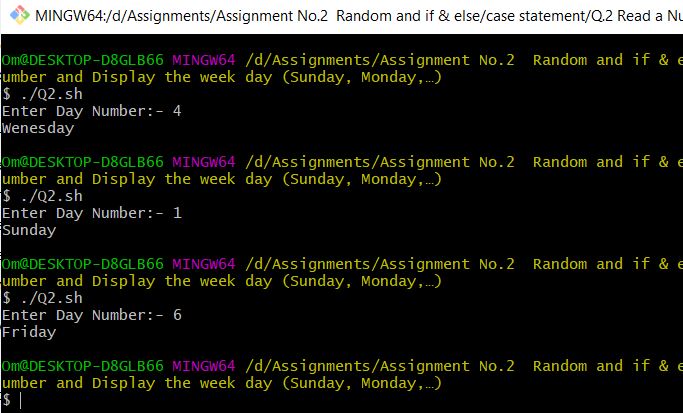 MINGW64:/d/Assignments/Assignment No.2  Random and if & else/case statement/Q.2 Read a Nu
Om@DESKTOP-D8GLB66 MINGW64 /d/Assignments/Assignment No.2  Random and if & e
umber and Display the week day (Sunday, Monday,…)
$ ./Q2.sh
Enter Day Number:- 4
Wenesday
Om@DESKTOP-D8GLB66 MINGW64 /d/Assignments/Assignment No.2  Random and if & e
umber and Display the week day (Sunday, Monday,…)
$ ./Q2.sh
Enter Day Number:- 1
Sunday
Om@DESKTOP-D8GLB66 MINGW64 /d/Assignments/Assignment No.2  Random and if & e
umber and Display the week day (Sunday, Monday,…)
$ ./Q2.sh
Enter Day Number:- 6
Friday
Om@DESKTOP-D8GLB66 MINGW64 /d/Assignments/Assignment No.2  Random and if & e
umber and Display the week day (Sunday, Monday,…)
$